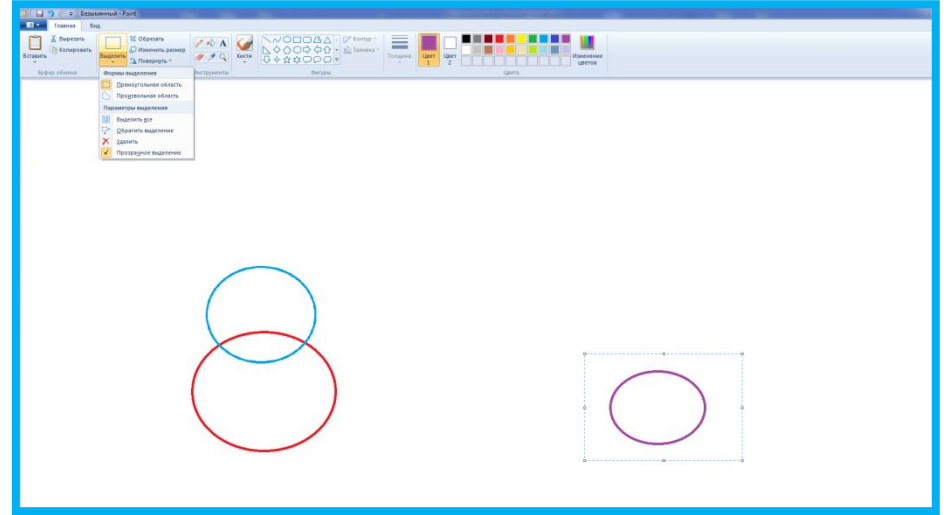 Безымянный - Paint
Главная Вид
Вставить
Вырезать
Копировать
Буфер обмена
Выделить
Обрезать
Изменить размер
Повернуть
Инструменты
Кисти
Контур
Заливка
Фигуры
Толщина
Цвет 1
Цвет 2
Изменение цветов
Цвета
Формы выделения
Прямоугольная область
Произвольная область
Параметры выделения
Выделить все
Обратить выделение
Удалить
Прозрачное выделение